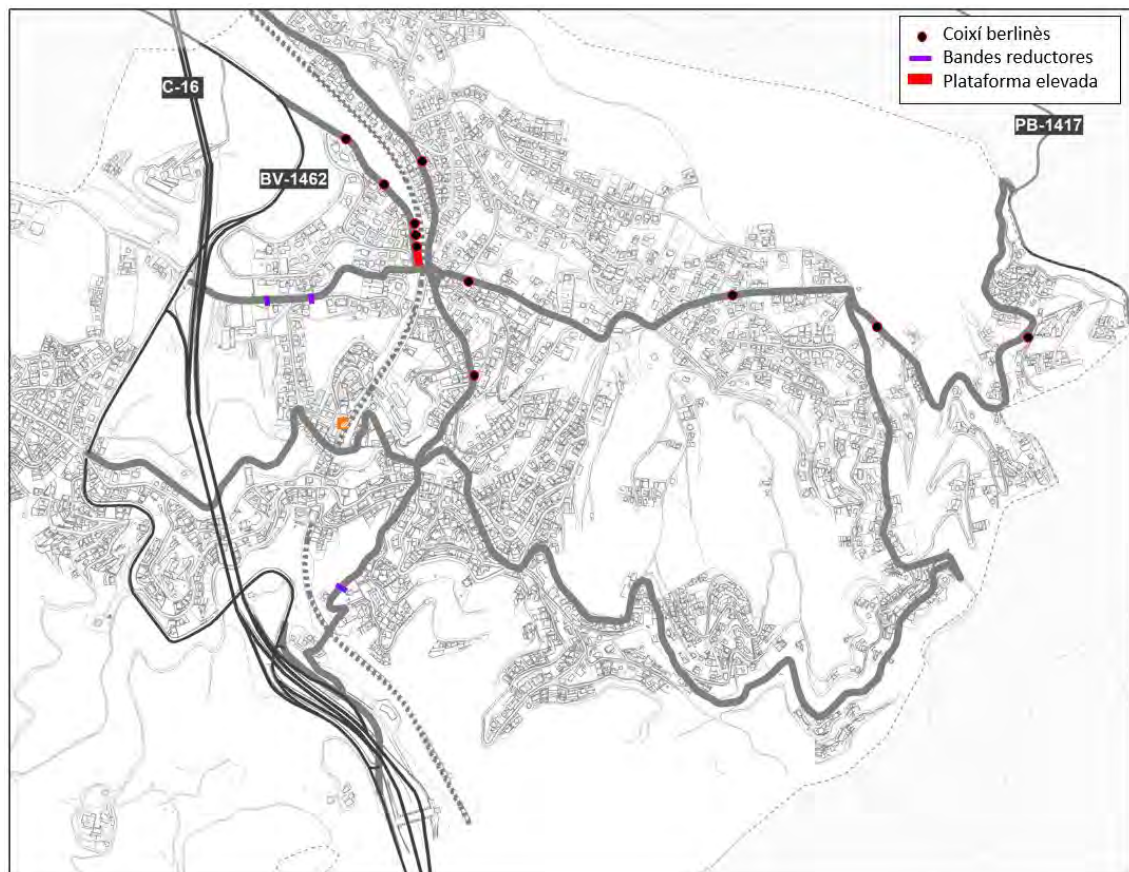 Coixí berlinès
Bandes reductores
Plataforma elevada
C-16
PB-1417
BV-1462